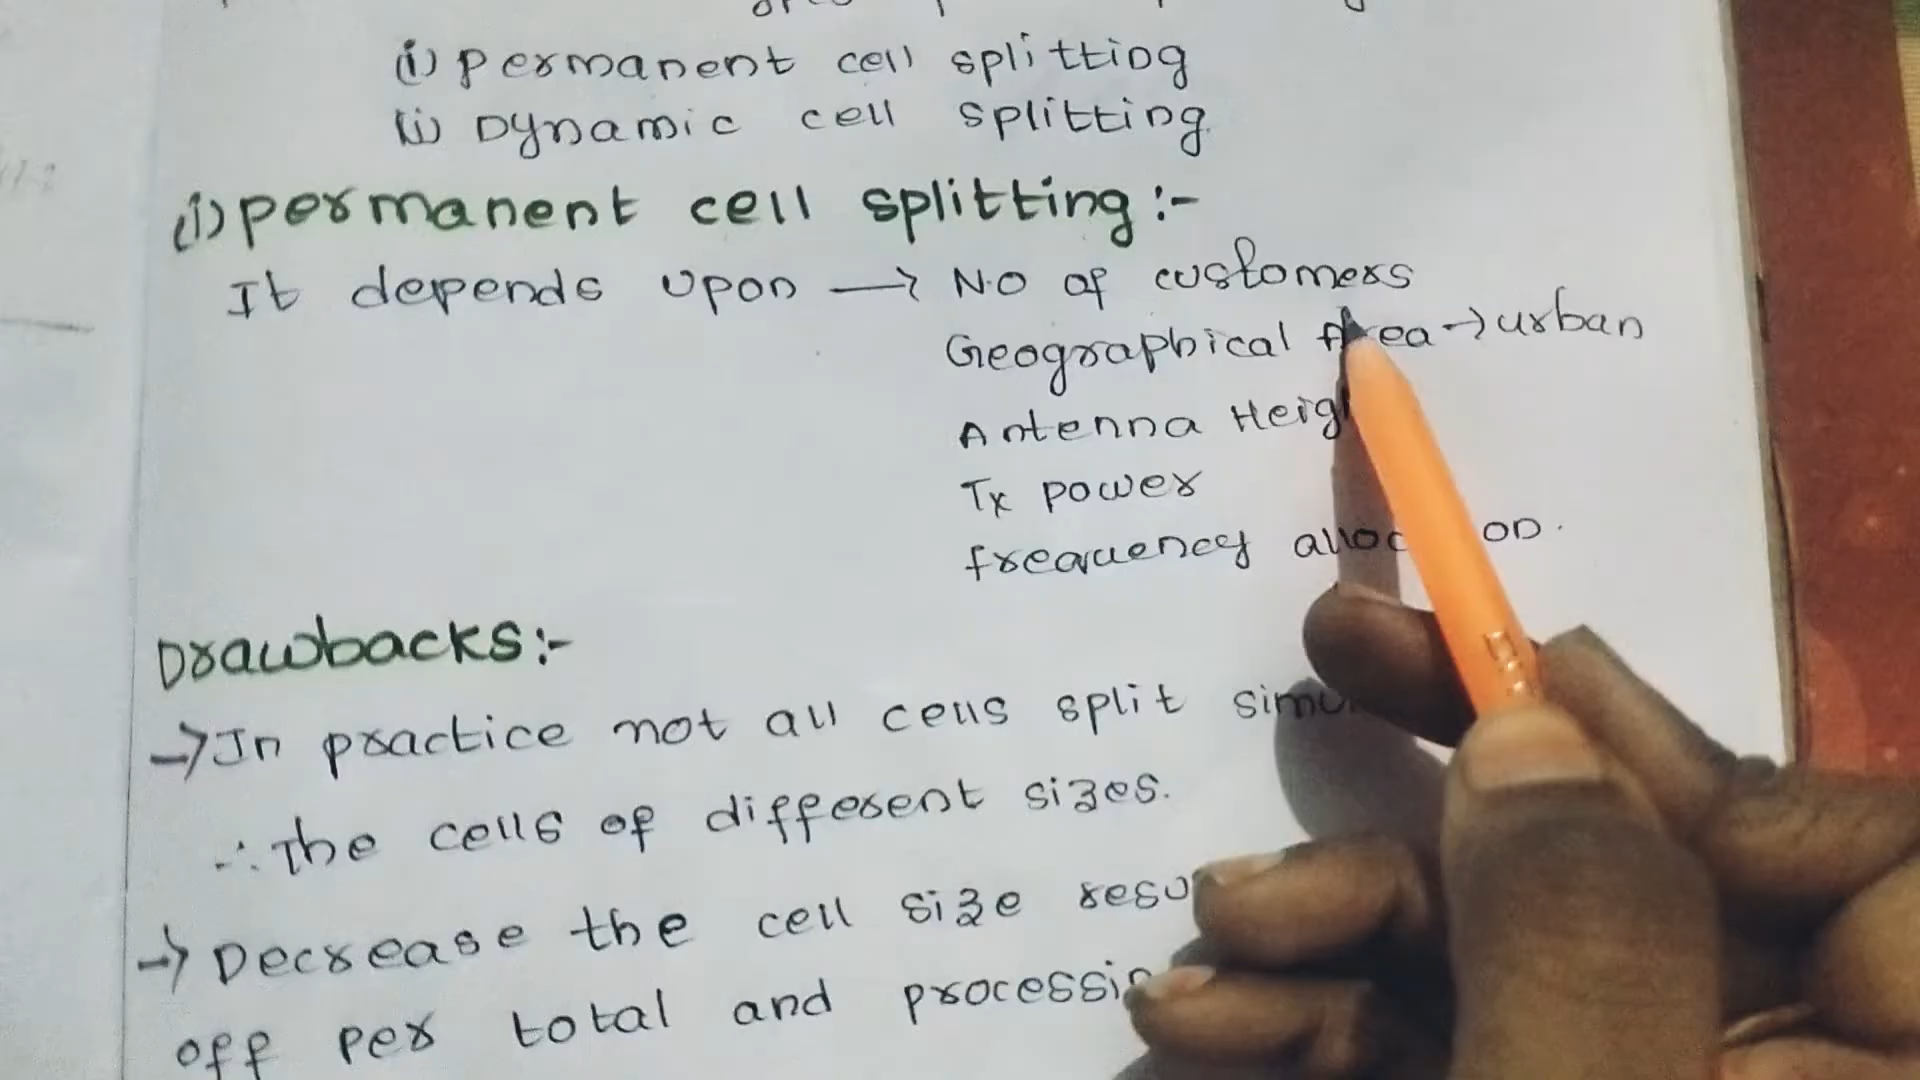 (i) permanent cell splitting
(ii) Dynamic cell splitting.
(i) permanent cell splitting :-
It depends upon → N.O of customers
Geographical Area → urban
Antenna
Tx power
frequency
Drawbacks :-
→ In practice not all cells split
∴ The cells of different sizes.
→ Decrease the cell size
off per total and